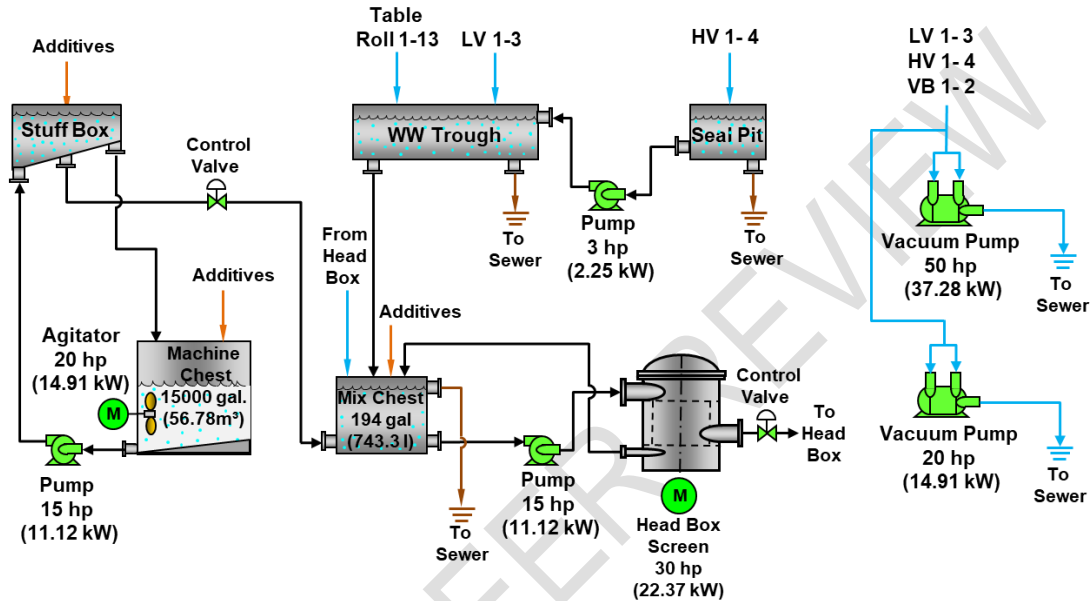 Additives
Stuff Box
Control
Valve
Table
Roll 1-13
LV 1-3
WW Trough
HV 1- 4
Seal Pit
To
Sewer
Pump
3 hp
(2.25 kW)
To
Sewer
LV 1- 3
HV 1- 4
VB 1- 2
Vacuum Pump
50 hp
(37.28 kW)
To
Sewer
From
Head
Box
Additives
Additives
Agitator
20 hp
(14.91 kW)
M
Machine
Chest
15000 gal.
(56.78m³)
Pump
15 hp
(11.12 kW)
Mix Chest
194 gal
(743.3 l)
To
Sewer
Pump
15 hp
(11.12 kW)
M
Head Box
Screen
30 hp
(22.37 kW)
Control
Valve
To
Head
Box
Vacuum Pump
20 hp
(14.91 kW)
To
Sewer